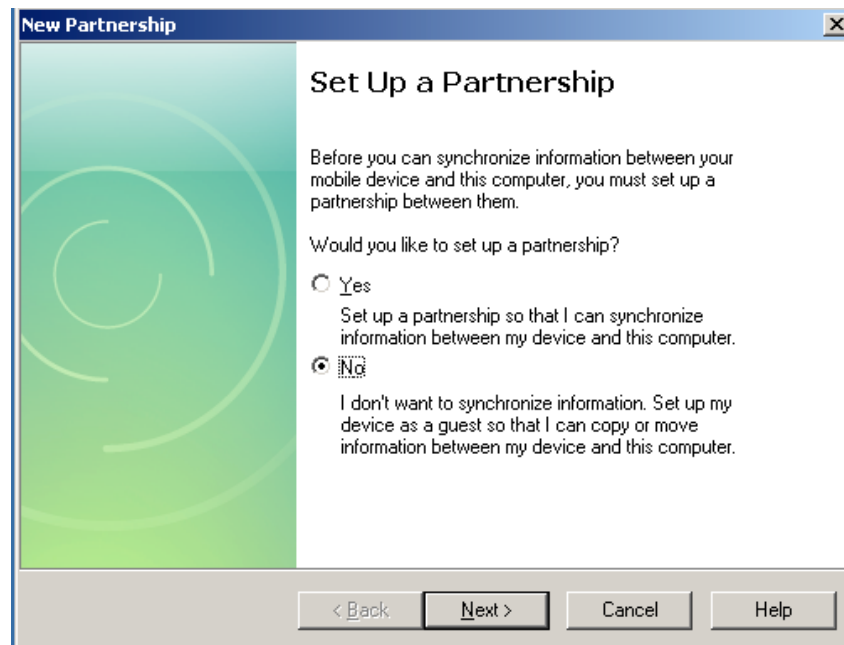 New Partnership
Set Up a Partnership
Before you can synchronize information between your
mobile device and this computer, you must set up a
partnership between them.
Would you like to set up a partnership?
Yes
Set up a partnership so that I can synchronize
information between my device and this computer.
No
I don't want to synchronize information. Set up my
device as a guest so that I can copy or move
information between my device and this computer.
< Back
Next >
Cancel
Help